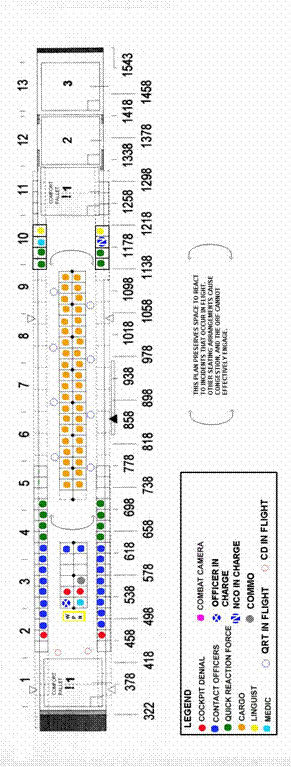 1 2 3 4 5 6 7 8 9 10 11 12 13
COMFORT
PALLET
!1
COMFORT
PALLET
!1
2
3
N
322 378 418 458 498 538 578 618 658 698 738 778 818 858 898 938 978 1018 1058 1098 1138 1178 1218 1258 1298 1338 1378 1418 1458 1543
LEGEND
COCKPIT DENIAL
CONTACT OFFICERS
QUICK REACTION FORCE
CARGO
LINGUIST
MEDIC
COMBAT CAMERA
OFFICER IN
CHARGE
N NCO IN CHARGE
COMMO
QRT IN FLIGHT
CD IN FLIGHT
THIS PLAN PRESERVES SPACE TO REACT
TO INCIDENTS THAT OCCUR IN FLIGHT.
OTHER SEATING ARRANGEMENTS CAUSE
CONGESTION, AND THE QRF CANNOT
EFFECTIVELY ENGAGE.